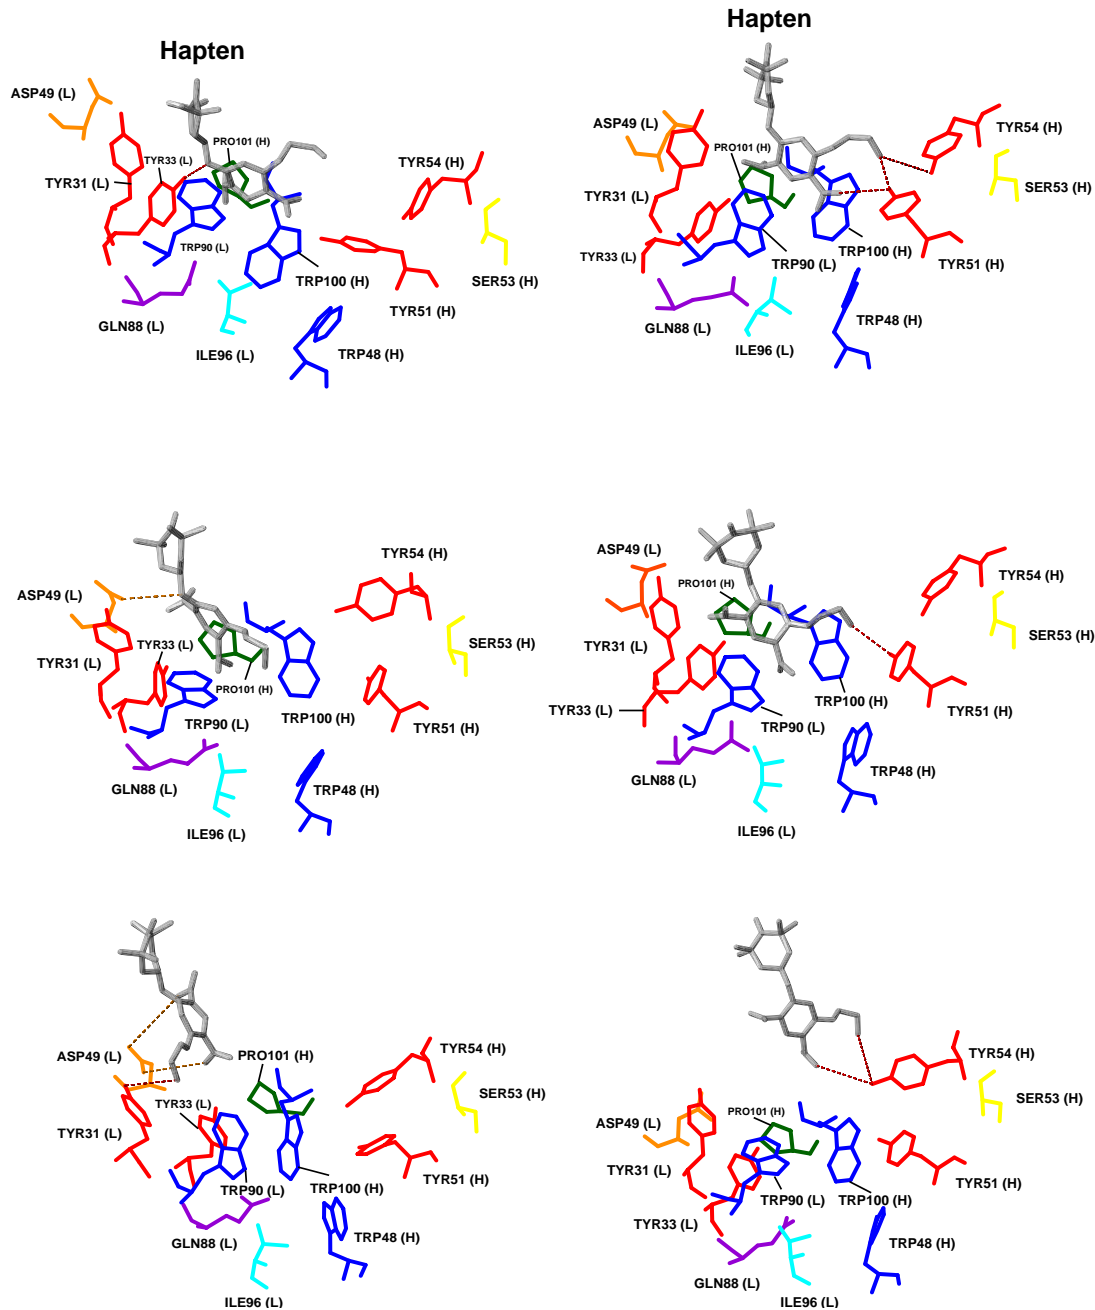 Hapten
ASP49 (L)
TYR33 (L)
PRO101 (H)
TYR54 (H)
TYR31 (L)
TRP90 (L)
TRP100 (H)
SER53 (H)
GLN88 (L)
TYR51 (H)
ILE96 (L)
TRP48 (H)
Hapten
ASP49 (L)
PRO101 (H)
TYR54 (H)
TYR31 (L)
SER53 (H)
TYR33 (L)
TRP90 (L)
TRP100 (H)
TYR51 (H)
GLN88 (L)
ILE96 (L)
TRP48 (H)
TYR54 (H)
ASP49 (L)
TYR33 (L)
SER53 (H)
TYR31 (L)
PRO101 (H)
TRP90 (L)
TRP100 (H)
TYR51 (H)
GLN88 (L)
TRP48 (H)
ILE96 (L)
ASP49 (L)
PRO101 (H)
TYR54 (H)
SER53 (H)
TYR31 (L)
TYR33 (L)
TRP100 (H)
TYR51 (H)
TRP90 (L)
GLN88 (L)
TRP48 (H)
ILE96 (L)
ASP49 (L)
PRO101 (H)
TYR54 (H)
SER53 (H)
TYR33 (L)
TYR31 (L)
TYR51 (H)
TRP90 (L)
TRP100 (H)
GLN88 (L)
TRP48 (H)
ILE96 (L)
TYR54 (H)
SER53 (H)
PRO101 (H)
ASP49 (L)
TYR31 (L)
TYR51 (H)
TRP90 (L)
TRP100 (H)
TYR33 (L)
TRP48 (H)
GLN88 (L)
ILE96 (L)